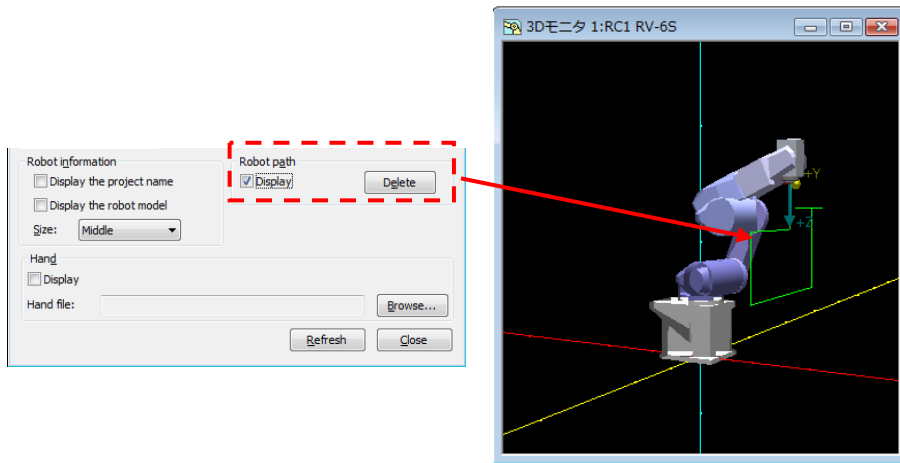 3Dモニタ 1:RC1 RV-6S
Robot information
Display the project name
Display the robot model
Size: Middle
Robot path
Display Delete
Hand
Display
Hand file: Browse...
Refresh Close
+Y
+Z